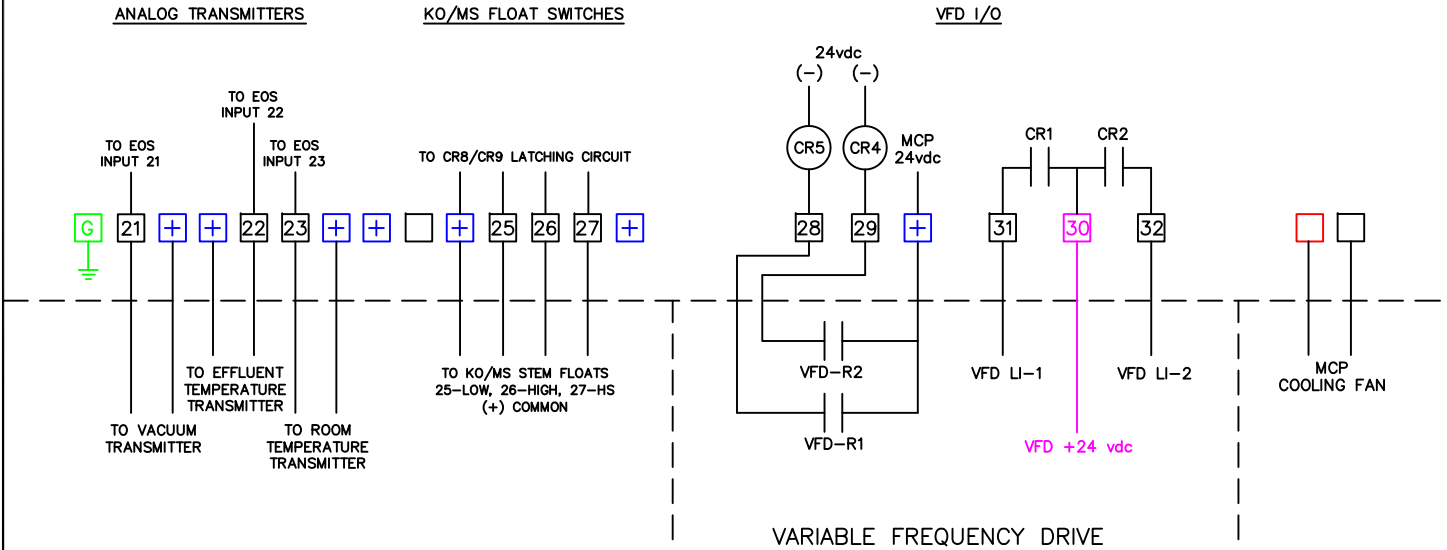 ANALOG TRANSMITTERS
KO/MS FLOAT SWITCHES
VFD I/O
24vdc
(-) (-)
TO EOS
INPUT 22
TO EOS
INPUT 21
TO EOS
INPUT 23
TO CR8/CR9 LATCHING CIRCUIT
CR5
CR4
MCP
24vdc
CR1
CR2
G
21
+
+
22
23
+
+
+
25
26
27
+
28
29
+
31
30
32
TO EFFLUENT
TEMPERATURE
TRANSMITTER
TO VACUUM
TRANSMITTER
TO ROOM
TEMPERATURE
TRANSMITTER
TO KO/MS STEM FLOATS
25-LOW, 26-HIGH, 27-HS
(+) COMMON
VFD-R2
VFD-R1
VFD LI-1
VFD LI-2
VFD +24 vdc
MCP
COOLING FAN
VARIABLE FREQUENCY DRIVE